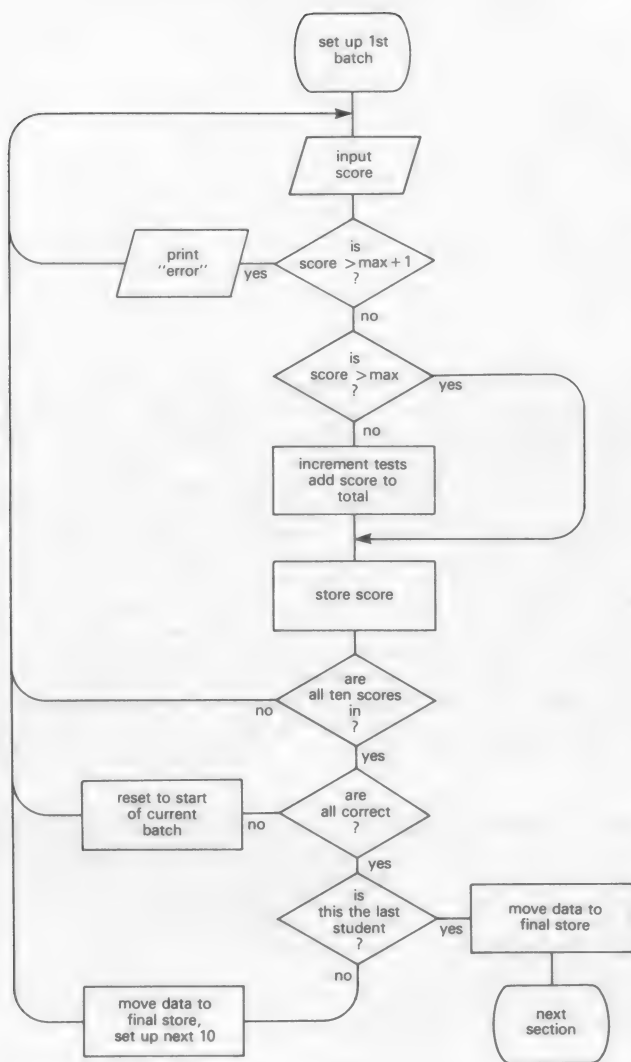 set up 1st
batch
input
score
is
score > max + 1
?
yes
print
"error"
no
is
score > max
?
yes
no
increment tests
add score to
total
store score
are
all ten scores
in
?
no
yes
are
all correct
?
no
reset to start
of current
batch
yes
is
this the last
student
?
yes
move data to
final store
no
move data to
final store,
set up next 10
next
section